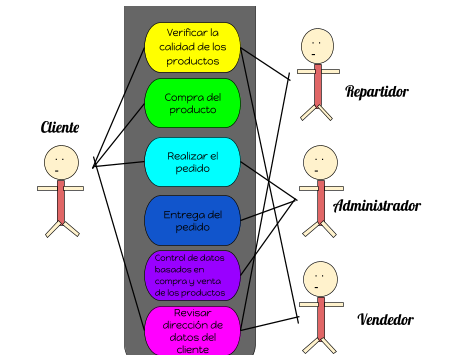 Verificar la
calidad de los
productos
Compra del
producto
Repartidor
Cliente
Realizar el
pedido
Administrador
Entrega del
pedido
Control de datos
basados en
compra y venta
de los productos
Revisar
dirección de
datos del
cliente
Vendedor